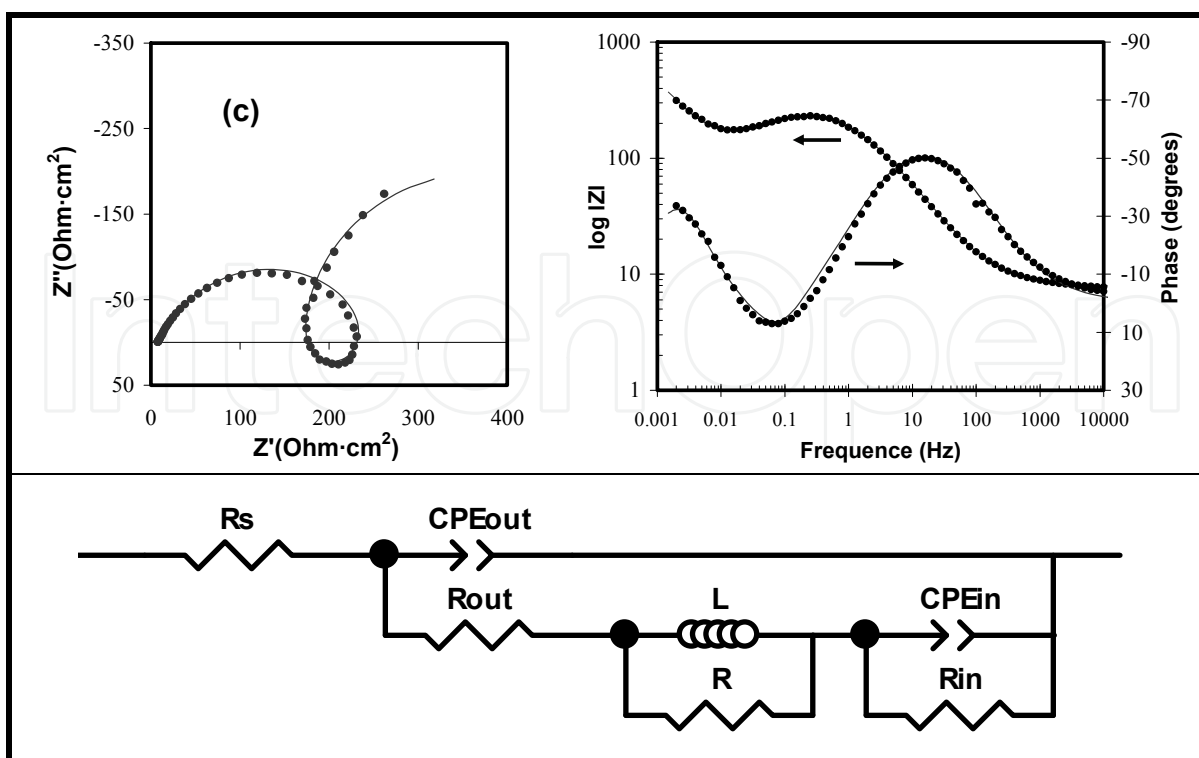 (c)
-350
-250
-150
-50
50
0
100
200
300
400
Z''(Ohm·cm²)
Z'(Ohm·cm²)
1000
100
10
1
log IZI
-90
-70
-50
-30
-10
10
30
Phase (degrees)
0.001
0.01
0.1
1
10
100
1000
10000
Frequence (Hz)
IntechOpen
Rs
CPEout
Rout
L
CPEin
R
Rin